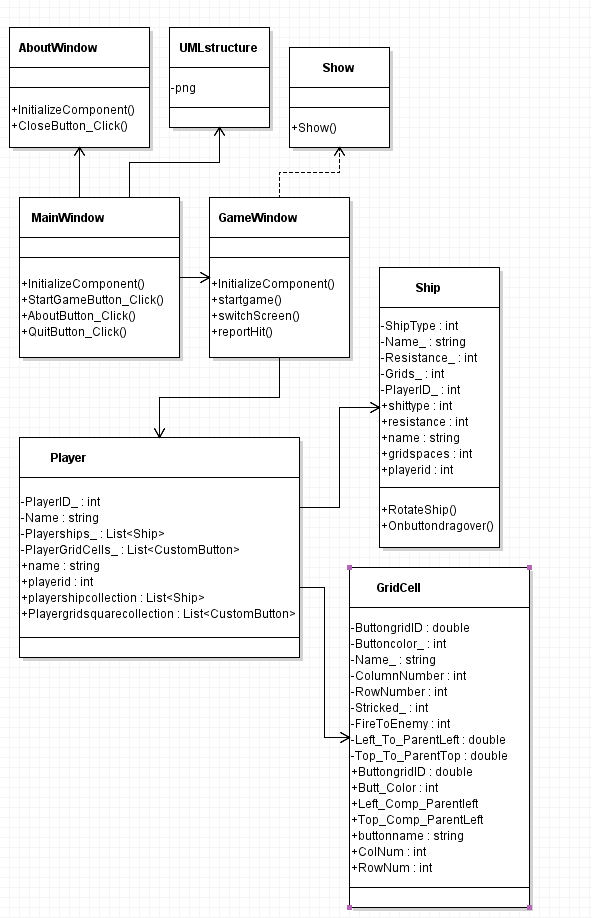 AboutWindow
+InitializeComponent()
+CloseButton_Click()
UMLstructure
-png
Show
+Show()
MainWindow
+InitializeComponent()
+StartGameButton_Click()
+AboutButton_Click()
+QuitButton_Click()
GameWindow
+InitializeComponent()
+startgame()
+switchScreen()
+reportHit()
Ship
-ShipType : int
-Name_ : string
-Resistance_ : int
-Grids_ : int
-PlayerID_ : int
+shittype : int
+resistance : int
+name : string
+gridspaces : int
+playerid : int
+RotateShip()
+Onbuttondragover()
Player
-PlayerID_ : int
-Name : string
-Playerships_ : List<Ship>
-PlayerGridCells_ : List<CustomButton>
+name : string
+playerid : int
+playershipcollection : List<Ship>
+Playergridsquarecollection : List<CustomButton>
GridCell
-ButtongridID : double
-Buttoncolor_ : int
-Name_ : string
-ColumnNumber : int
-RowNumber : int
-Stricked_ : int
-FireToEnemy : int
-Left_To_ParentLeft : double
-Top_To_ParentTop : double
+ButtongridID : double
+Butt_Color : int
+Left_Comp_Parentleft
+Top_Comp_ParentLeft
+buttonname : string
+ColNum : int
+RowNum : int